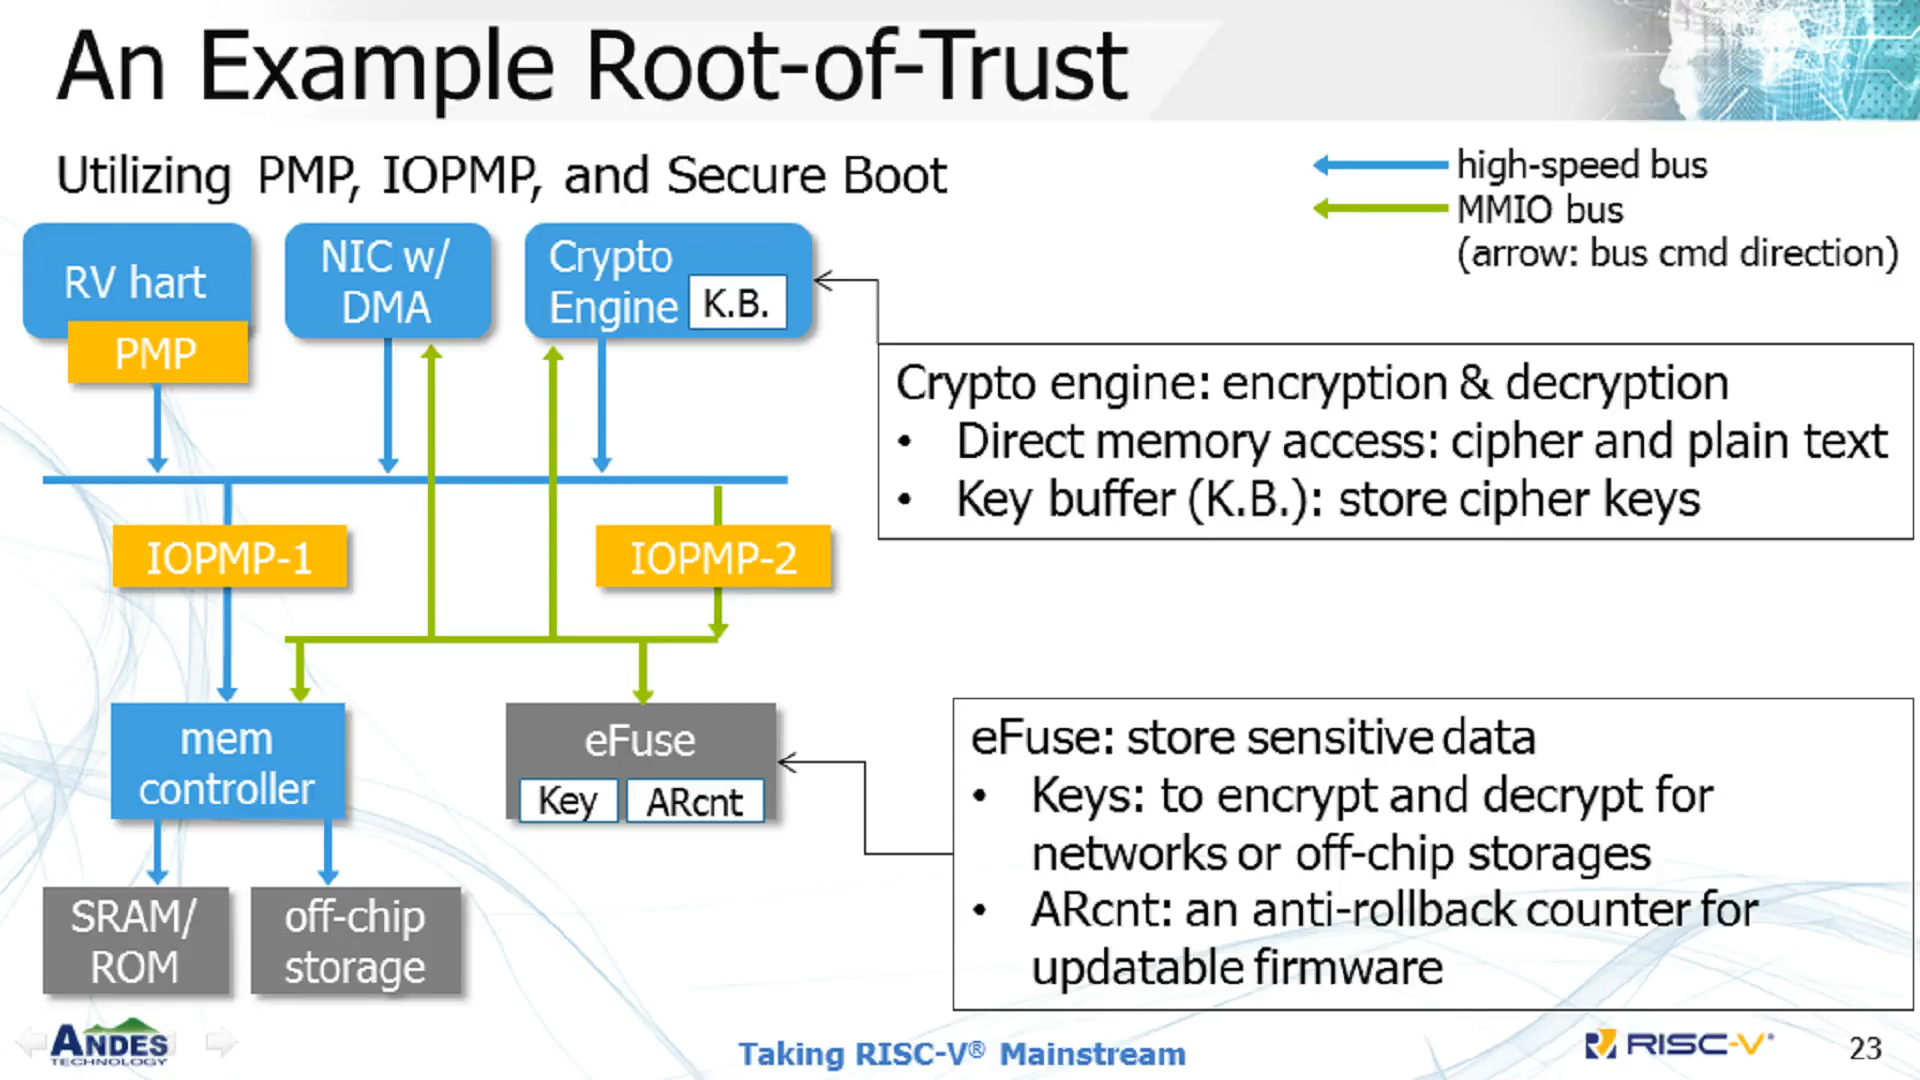 An Example Root-of-Trust
Utilizing PMP, IOPMP, and Secure Boot
high-speed bus
MMIO bus
(arrow: bus cmd direction)
RV hart
PMP
NIC w/
DMA
Crypto
Engine
K.B.
Crypto engine: encryption & decryption
• Direct memory access: cipher and plain text
• Key buffer (K.B.): store cipher keys
IOPMP-1
IOPMP-2
mem
controller
eFuse
Key
ARcnt
eFuse: store sensitive data
• Keys: to encrypt and decrypt for
networks or off-chip storages
• ARcnt: an anti-rollback counter for
updatable firmware
SRAM/
ROM
off-chip
storage
ANDES
TECHNOLOGY
Taking RISC-V® Mainstream
RISC-V®
23